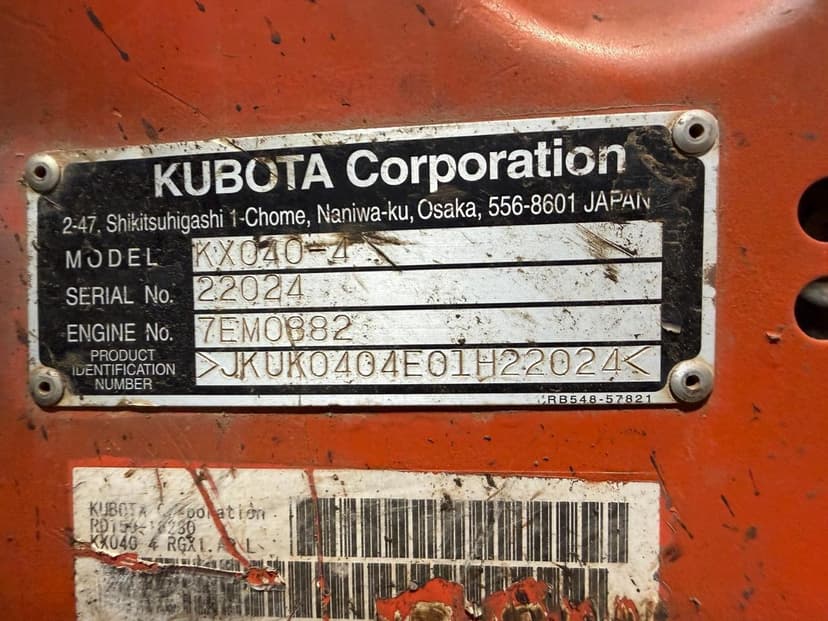 KUBOTA Corporation
2-47, Shikitsuhigashi 1-Chome, Naniwa-ku, Osaka, 556-8601 JAPAN
MODEL KX040-4
SERIAL No. 22024
ENGINE No. 7EM0882
PRODUCT IDENTIFICATION NUMBER >JKUK0404E01H22024<
RB548-57821
KUBOTA Corporation
KX040 4